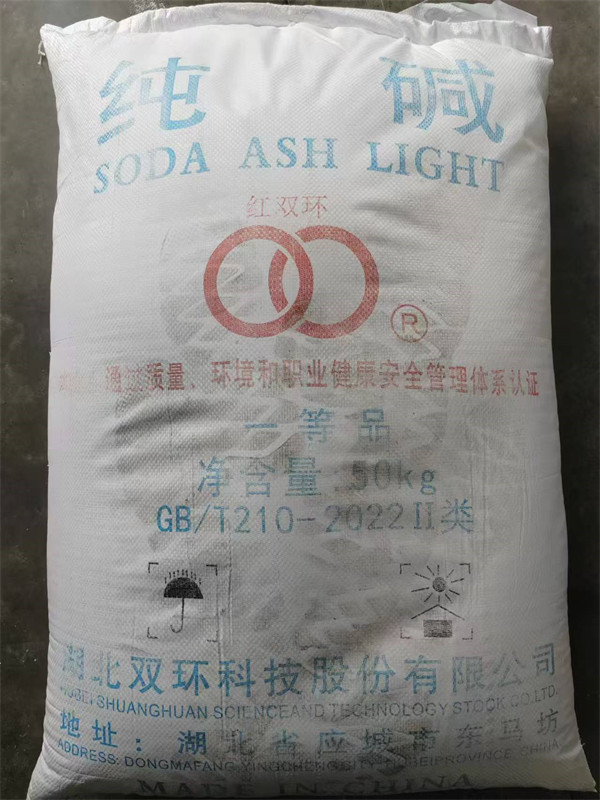 纯 碱
SODA ASH LIGHT
红双环
®
通过质量、环境和职业健康安全管理体系认证
一等品
净含量 50kg
GB/T210-2022 II类
湖北双环科技股份有限公司
HUBEI SHUANGHUAN SCIENCEAND TECHNOLOGY STOCK CO.LTD.
地址：湖北省应城市东马坊
ADDRESS: DONGMAFANG YINGCHENG CITY HUBEIPROVINCE CHINA
MADE IN CHINA